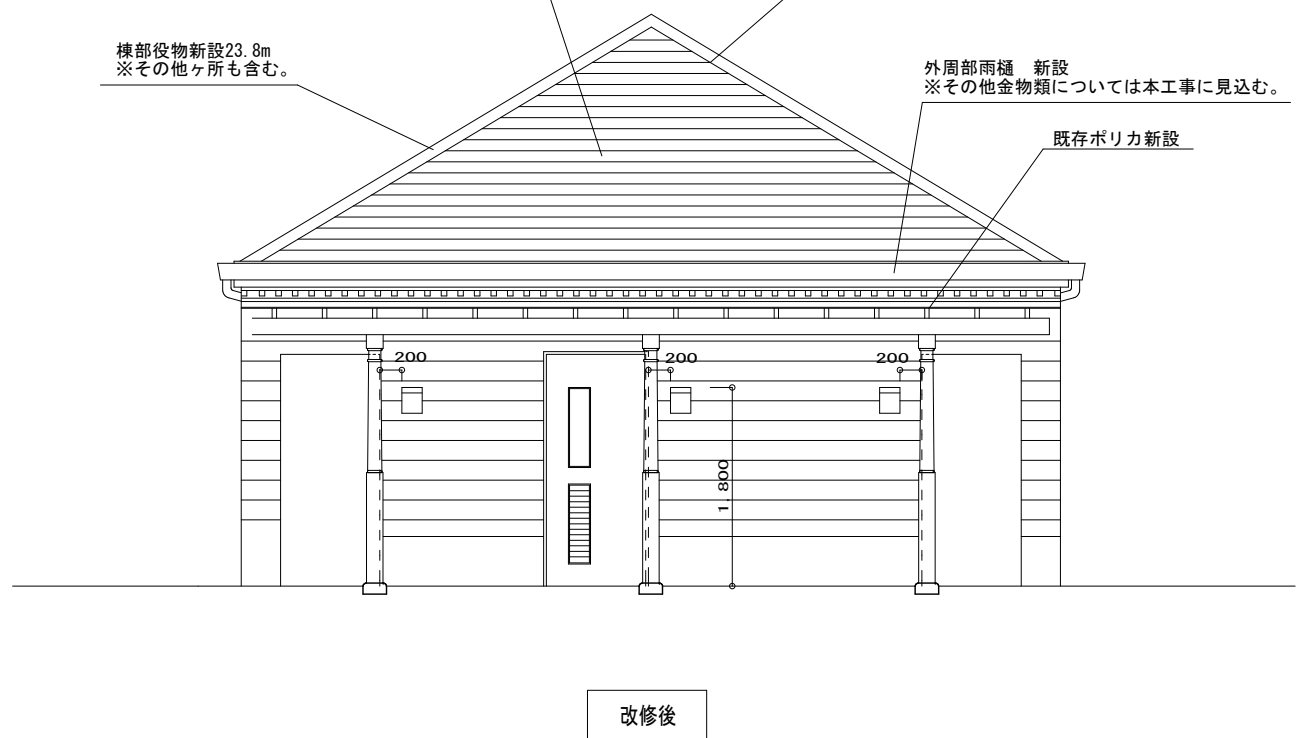 棟部役物新設23.8m
※その他ヶ所も含む。
外周部雨樋　新設
※その他金物類については本工事に見込む。
既存ポリカ新設
200
200
200
1,800
改修後